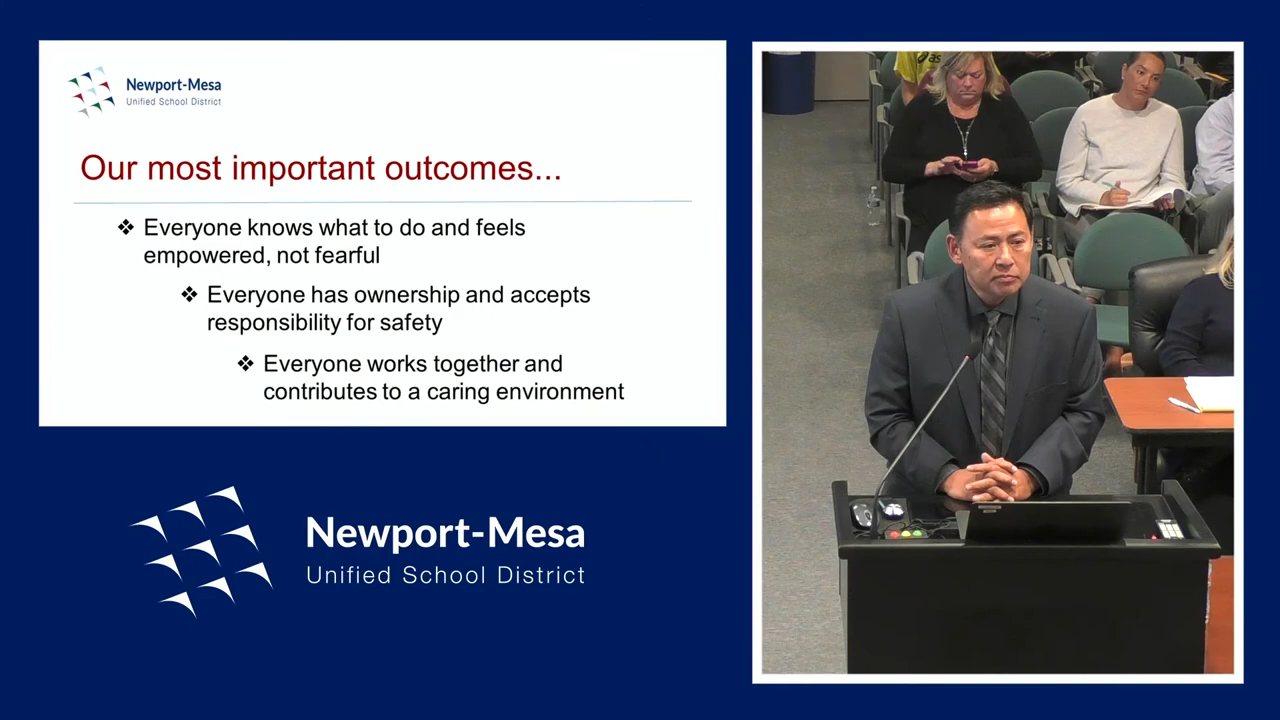 Newport-Mesa
Unified School District
Our most important outcomes...
❖ Everyone knows what to do and feels
empowered, not fearful
❖ Everyone has ownership and accepts
responsibility for safety
❖ Everyone works together and
contributes to a caring environment
Newport-Mesa
Unified School District